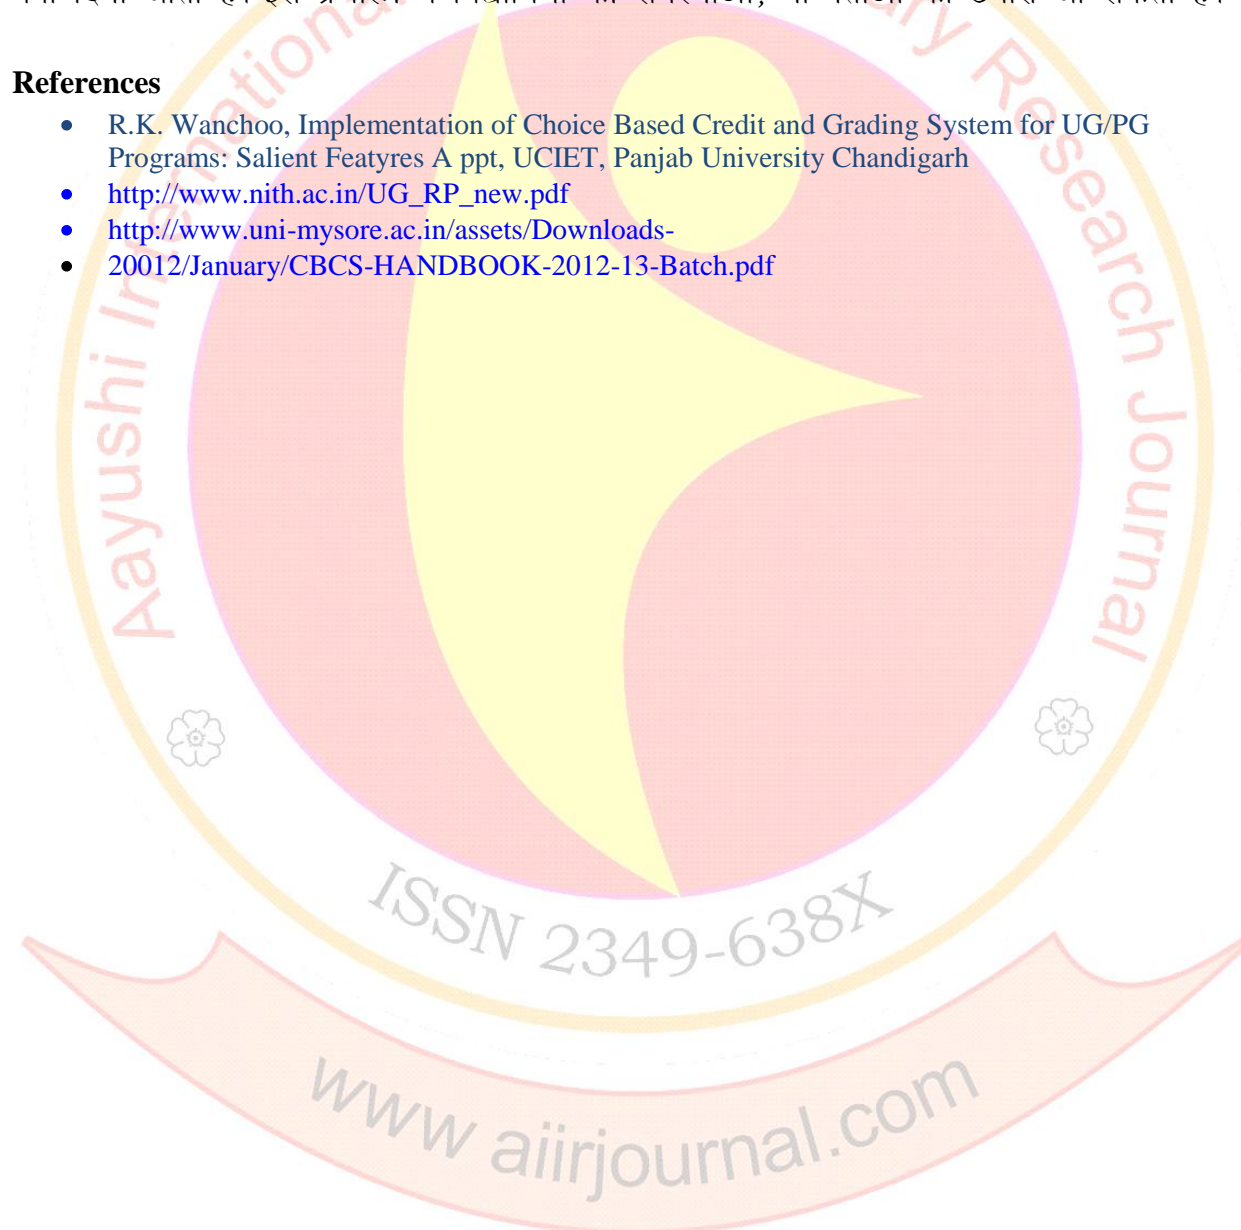 References
• R.K. Wanchoo, Implementation of Choice Based Credit and Grading System for UG/PG
Programs: Salient Featyres A ppt, UCIET, Panjab University Chandigarh
• http://www.nith.ac.in/UG_RP_new.pdf
• http://www.uni-mysore.ac.in/assets/Downloads-
• 20012/January/CBCS-HANDBOOK-2012-13-Batch.pdf
Aayushi International
ary Research Journal
ISSN 2349-638X
www aiirjournal.com